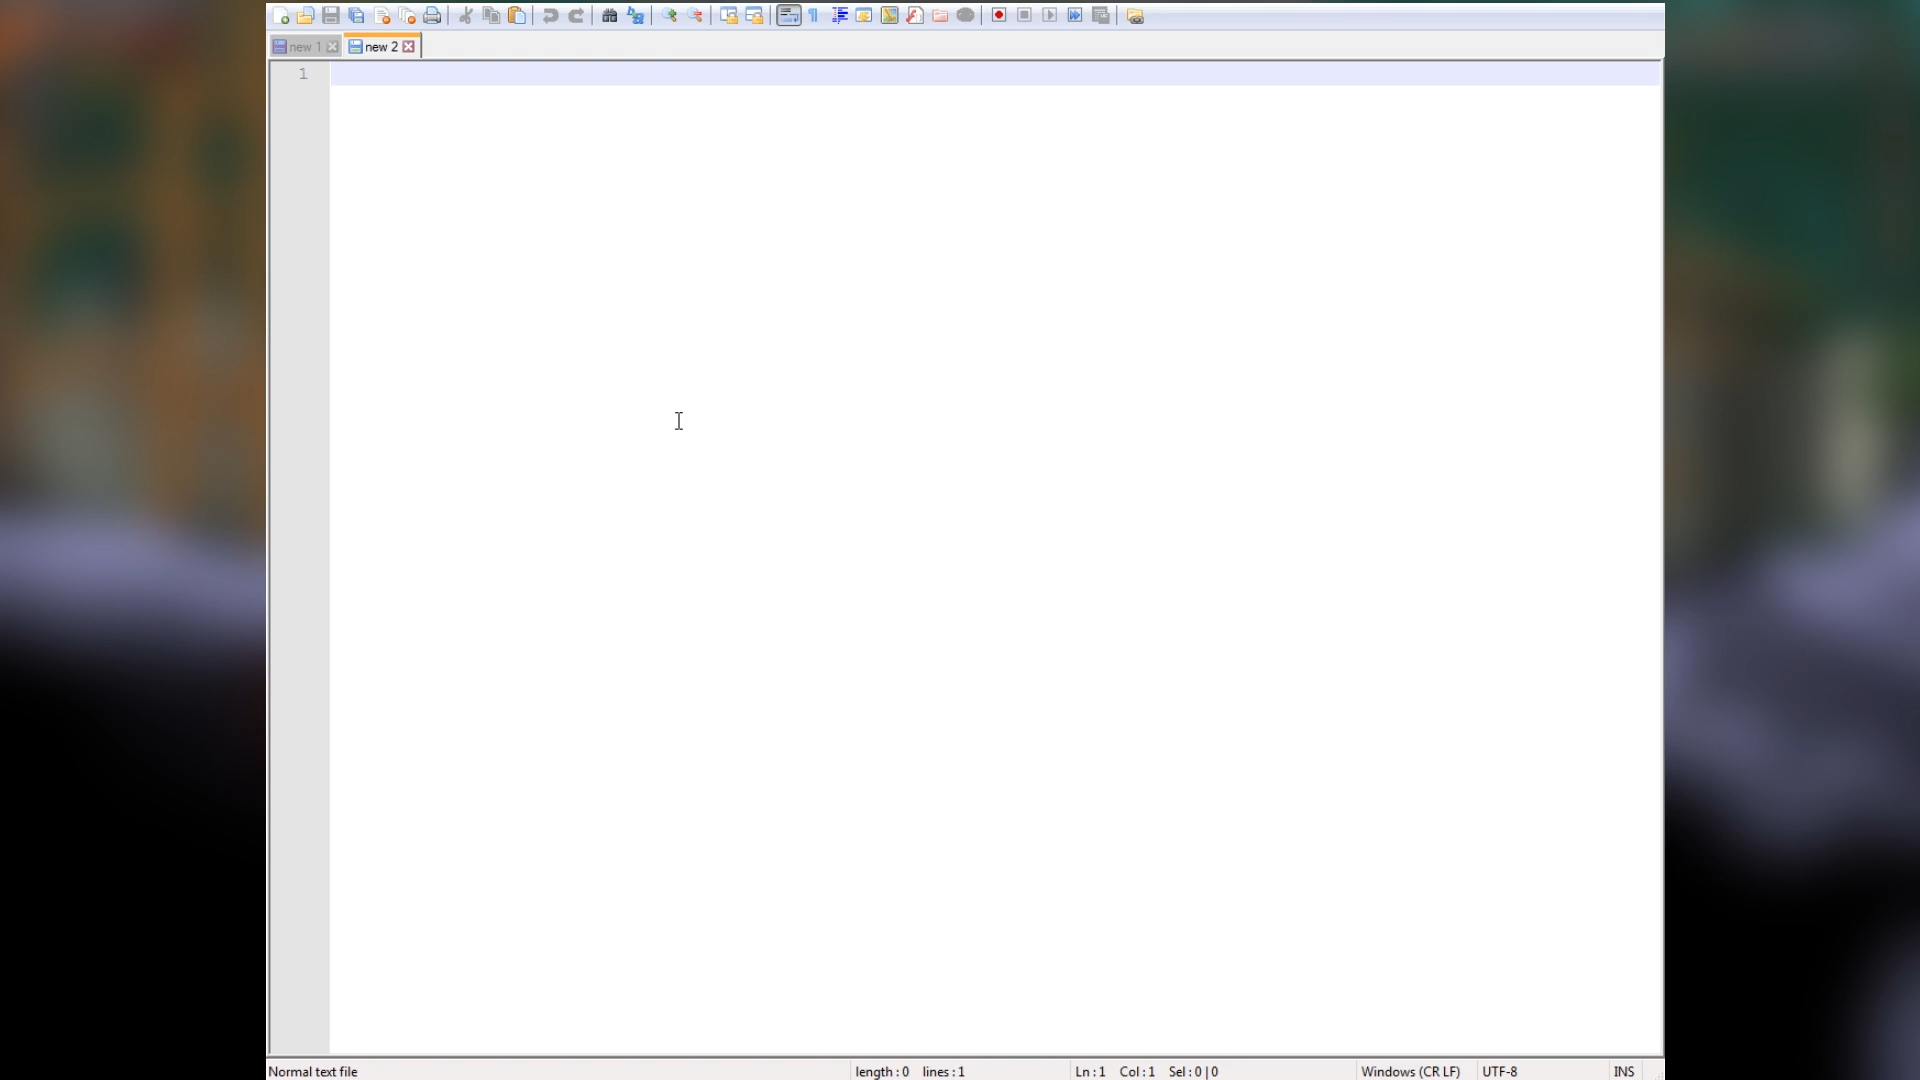 new 1 new 2
1
Normal text file length : 0 lines : 1 Ln : 1 Col : 1 Sel : 0 | 0 Windows (CR LF) UTF-8 INS